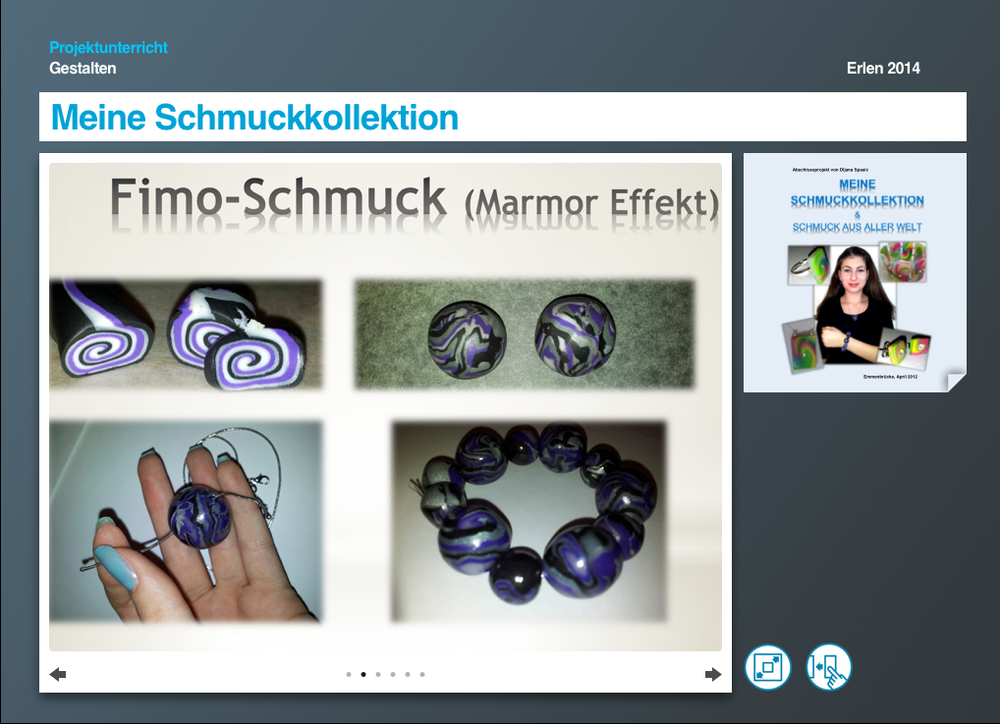 Projektunterricht
Gestalten
Erlen 2014
Meine Schmuckkollektion
Fimo-Schmuck (Marmor Effekt)
Abschlussprojekt von Dijana Spasic
MEINE
SCHMUCKKOLLEKTION
&
SCHMUCK AUS ALLER WELT
Emmenbrücke, April 2012